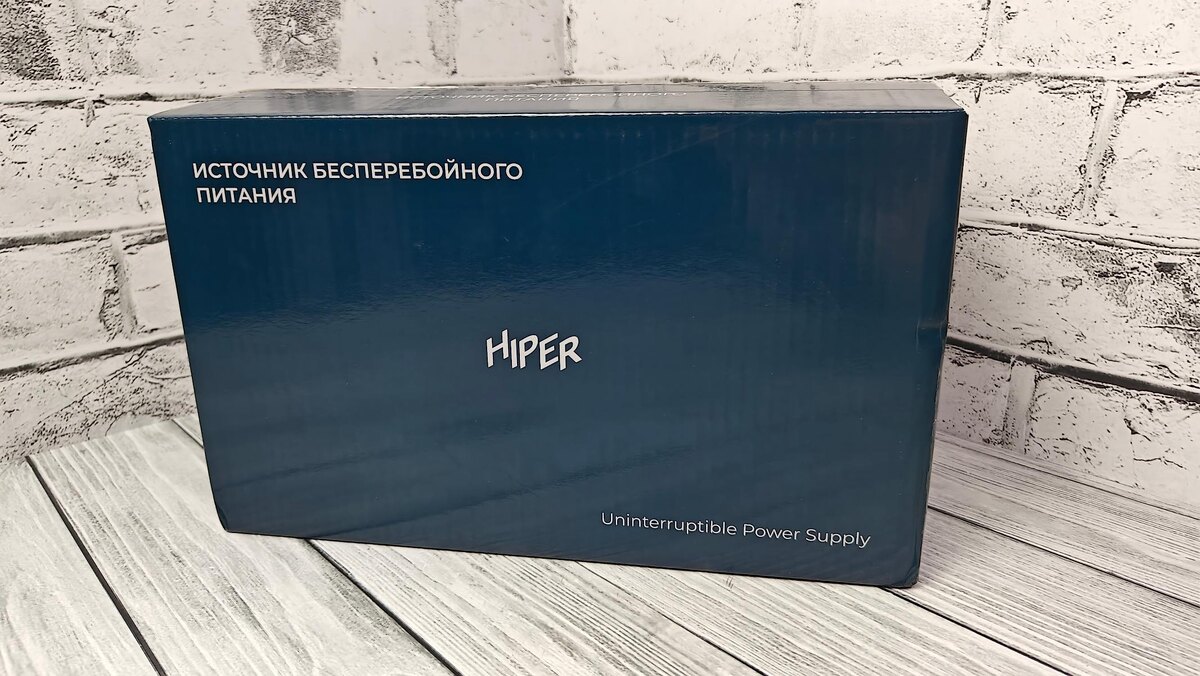 ИСТОЧНИК БЕСПЕРЕБОЙНОГО
ПИТАНИЯ
HIPER
Uninterruptible Power Supply